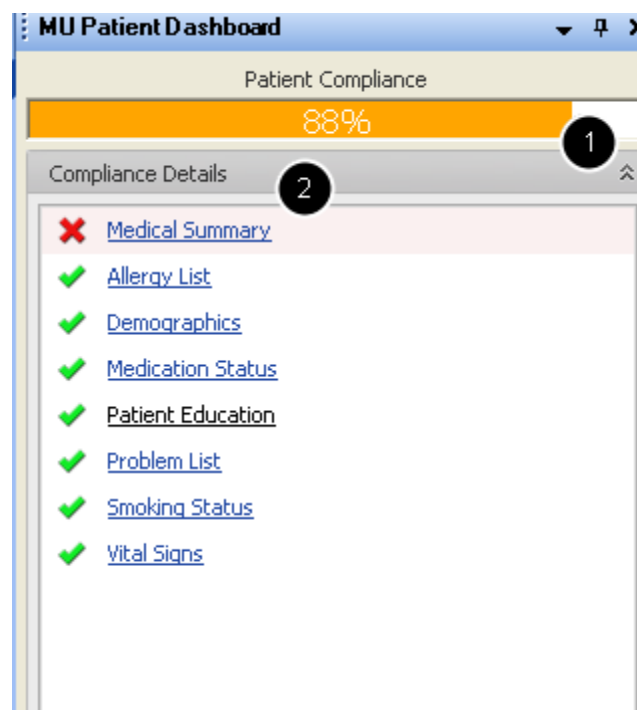 MU Patient Dashboard
Patient Compliance
88%
1
Compliance Details
2
Medical Summary
Allergy List
Demographics
Medication Status
Patient Education
Problem List
Smoking Status
Vital Signs